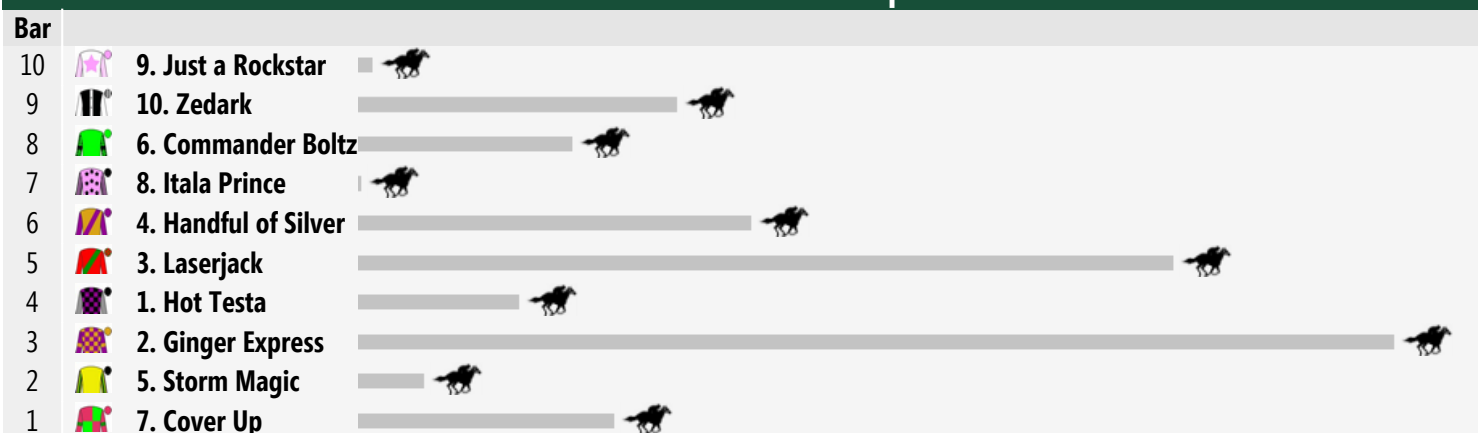 Bar
10 9. Just a Rockstar
9 10. Zedark
8 6. Commander Boltz
7 8. Itala Prince
6 4. Handful of Silver
5 3. Laserjack
4 1. Hot Testa
3 2. Ginger Express
2 5. Storm Magic
1 7. Cover Up